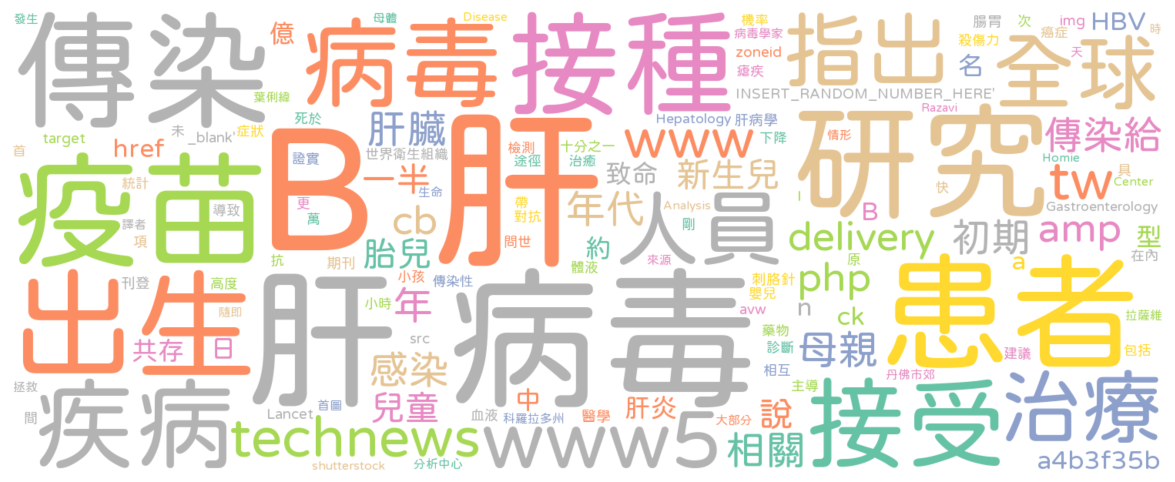 發生
母體
Disease
機率
腸胃
次
img
HBV
時
傳染
億
病毒
接種
病毒學家
指出
殺傷力
癌症
全球
zoneid
名
天
瘧疾
INSERT_RANDOM_NUMBER_HERE'
葉俐緯
死於
肝臟
Hepatology
肝病學
Razavi
target
未
_blank'
症狀
B肝
檢測
十分之一
下降
www
研究
情形
傳染給
href
證實
世界衛生組織
途徑
治癒
首
疫苗
一半
致命
新生兒
Homie
具
tw
Center
統計
更
生命
帶
年代
Analysis
人員
B
快
Gastroenterology
譯者
導致
萬
cb
對抗
剛
l
項
胎兒
問世
約
delivery
初期
amp
型
抗
期刊
來源
原
在內
刊登
高度
小孩
傳染性
體液
刺胳針
php
a
患者
出生
肝病毒
嬰兒
n
隨即
小時
年
avw
ck
拉薩維
共存
日
src
藥物
診斷
母親
建議
包括
感染
相互
拯救
疾病
丹佛市郊
主導
接受
治療
間
Lancet
首圖
兒童
中
血液
科羅拉多州
醫學
肝炎
大部分
說
technews
www5
相關
shutterstock
分析中心
a4b3f35b